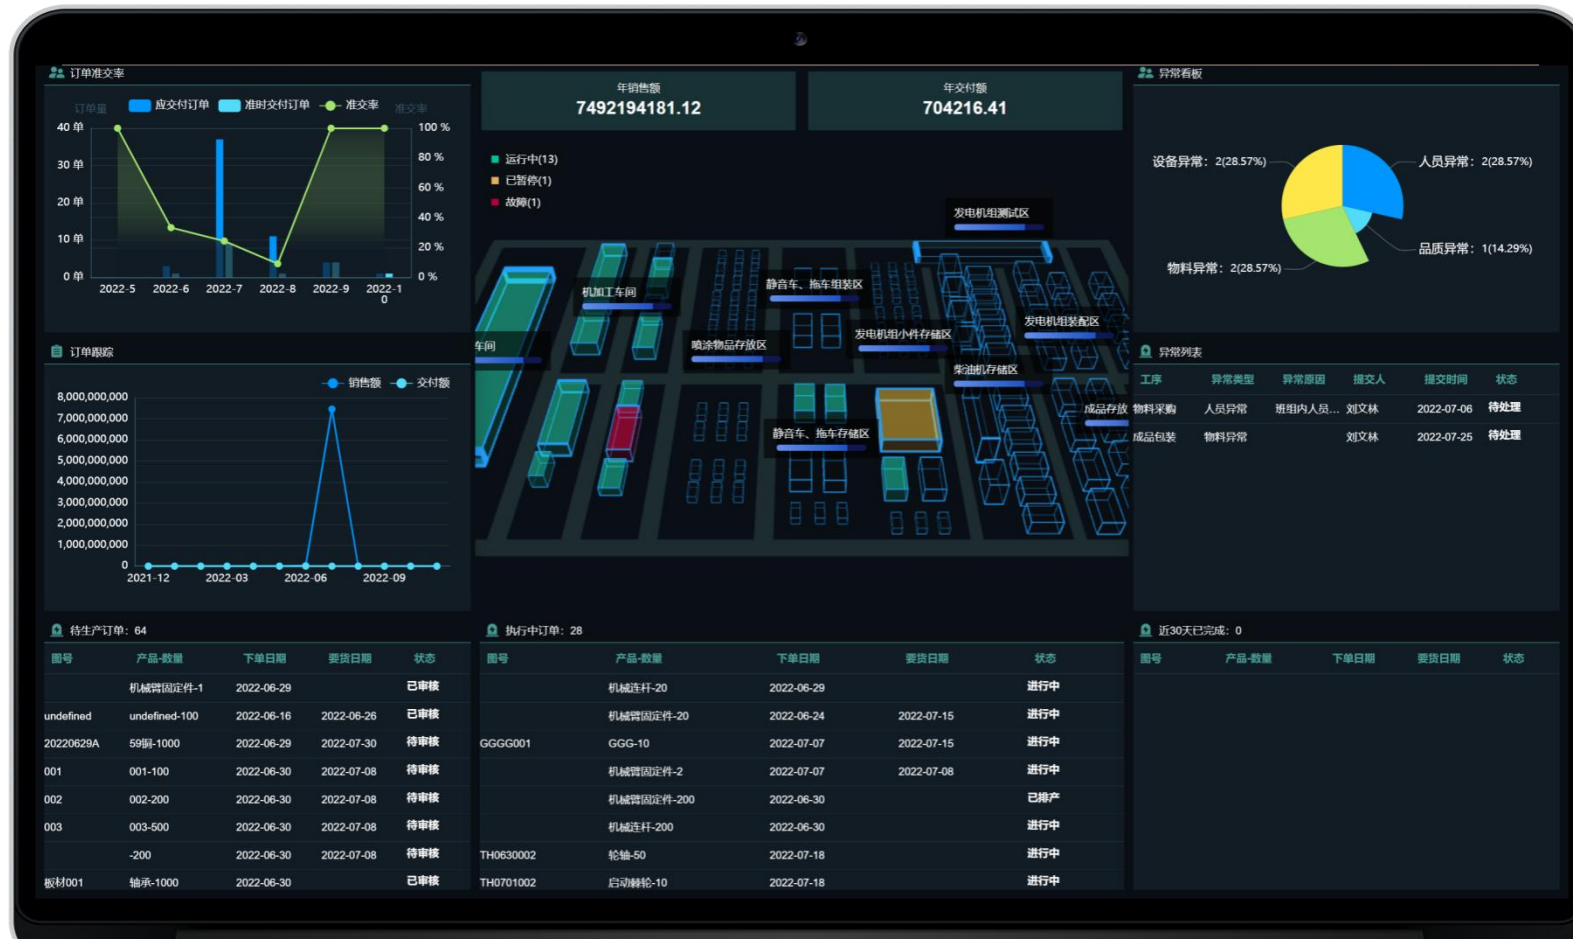 订单准交率
订单量 应交付订单 准时交付订单 准交率 准交率
40 单
30 单
20 单
10 单
0 单
100 %
80 %
60 %
40 %
20 %
0 %
2022-5 2022-6 2022-7 2022-8 2022-9 2022-1
0
订单跟踪
销售额 交付额
8,000,000,000
7,000,000,000
6,000,000,000
5,000,000,000
4,000,000,000
3,000,000,000
2,000,000,000
1,000,000,000
0
2021-12 2022-03 2022-06 2022-09
年销售额
7492194181.12
年交付额
704216.41
运行中(13)
已暂停(1)
故障(1)
发电机组测试区
机加工车间
静音车、拖车组装区
发电机组装配区
车间
喷涂物品存放区
发电机组小件存储区
柴油机存储区
成品存放
静音车、拖车存储区
异常看板
设备异常：2(28.57%)
人员异常：2(28.57%)
品质异常：1(14.29%)
物料异常：2(28.57%)
异常列表
工序 异常类型 异常原因 提交人 提交时间 状态
物料采购 人员异常 班组内人员... 刘文林 2022-07-06 待处理
成品包装 物料异常 刘文林 2022-07-25 待处理
待生产订单：64
图号 产品-数量 下单日期 要货日期 状态
机械臂固定件-1 2022-06-29 已审核
undefined undefined-100 2022-06-16 2022-06-26 已审核
20220629A 59铜-1000 2022-06-29 2022-07-30 待审核
001 001-100 2022-06-30 2022-07-08 待审核
002 002-200 2022-06-30 2022-07-08 待审核
003 003-500 2022-06-30 2022-07-08 待审核
-200 2022-06-30 2022-07-08 待审核
板材001 轴承-1000 2022-06-30 已审核
执行中订单：28
图号 产品-数量 下单日期 要货日期 状态
机械连杆-20 2022-06-29 进行中
机械臂固定件-20 2022-06-24 2022-07-15 进行中
GGGG001 GGG-10 2022-07-07 2022-07-15 进行中
机械臂固定件-2 2022-07-07 2022-07-08 进行中
机械臂固定件-200 2022-06-30 已排产
机械连杆-200 2022-06-30 进行中
TH0630002 轮轴-50 2022-07-18 进行中
TH0701002 启动棘轮-10 2022-07-18 进行中
近30天已完成：0
图号 产品-数量 下单日期 要货日期 状态